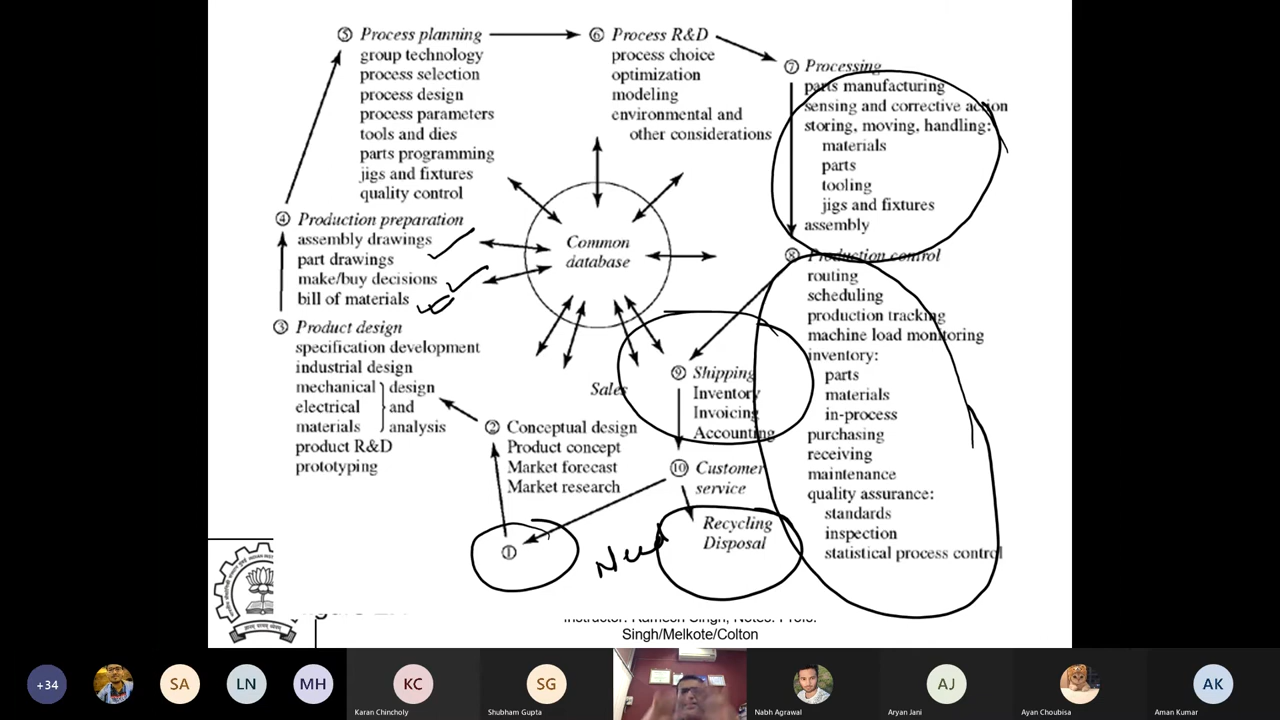 ⑤ Process planning
group technology
process selection
process design
process parameters
tools and dies
parts programming
jigs and fixtures
quality control
⑥ Process R&D
process choice
optimization
modeling
environmental and
other considerations
⑦ Processing
parts manufacturing
sensing and corrective action
storing, moving, handling:
materials
parts
tooling
jigs and fixtures
assembly
④ Production preparation
assembly drawings
part drawings
make/buy decisions
bill of materials
Common
database
⑧ Production control
routing
scheduling
production tracking
machine load monitoring
inventory:
parts
materials
in-process
purchasing
receiving
maintenance
quality assurance:
standards
inspection
statistical process control
③ Product design
specification development
industrial design
mechanical design
electrical and
materials analysis
product R&D
prototyping
Sales
⑨ Shipping
Inventory
Invoicing
Accounting
② Conceptual design
Product concept
Market forecast
Market research
⑩ Customer
service
①
Need
Recycling
Disposal
Instructor: Ramesh Singh, Notes: Profs.
Singh/Melkote/Colton
+34
SA
LN
MH
KC
Karan Chincholy
SG
Shubham Gupta
Nabh Agrawal
AJ
Aryan Jani
Ayan Choubisa
AK
Aman Kumar